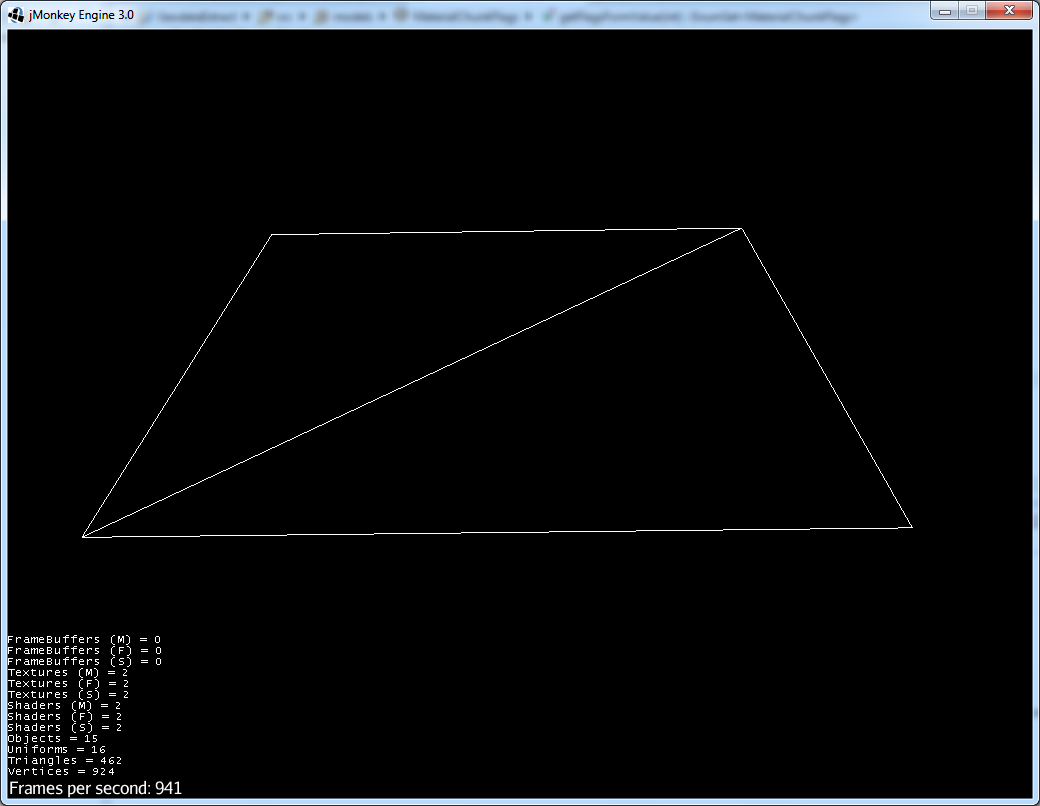 jMonkey Engine 3.0
FrameBuffers (M) = 0
FrameBuffers (F) = 0
FrameBuffers (S) = 0
Textures (M) = 2
Textures (F) = 2
Textures (S) = 2
Shaders (M) = 2
Shaders (F) = 2
Shaders (S) = 2
Objects = 15
Uniforms = 16
Triangles = 462
Vertices = 924
Frames per second: 941